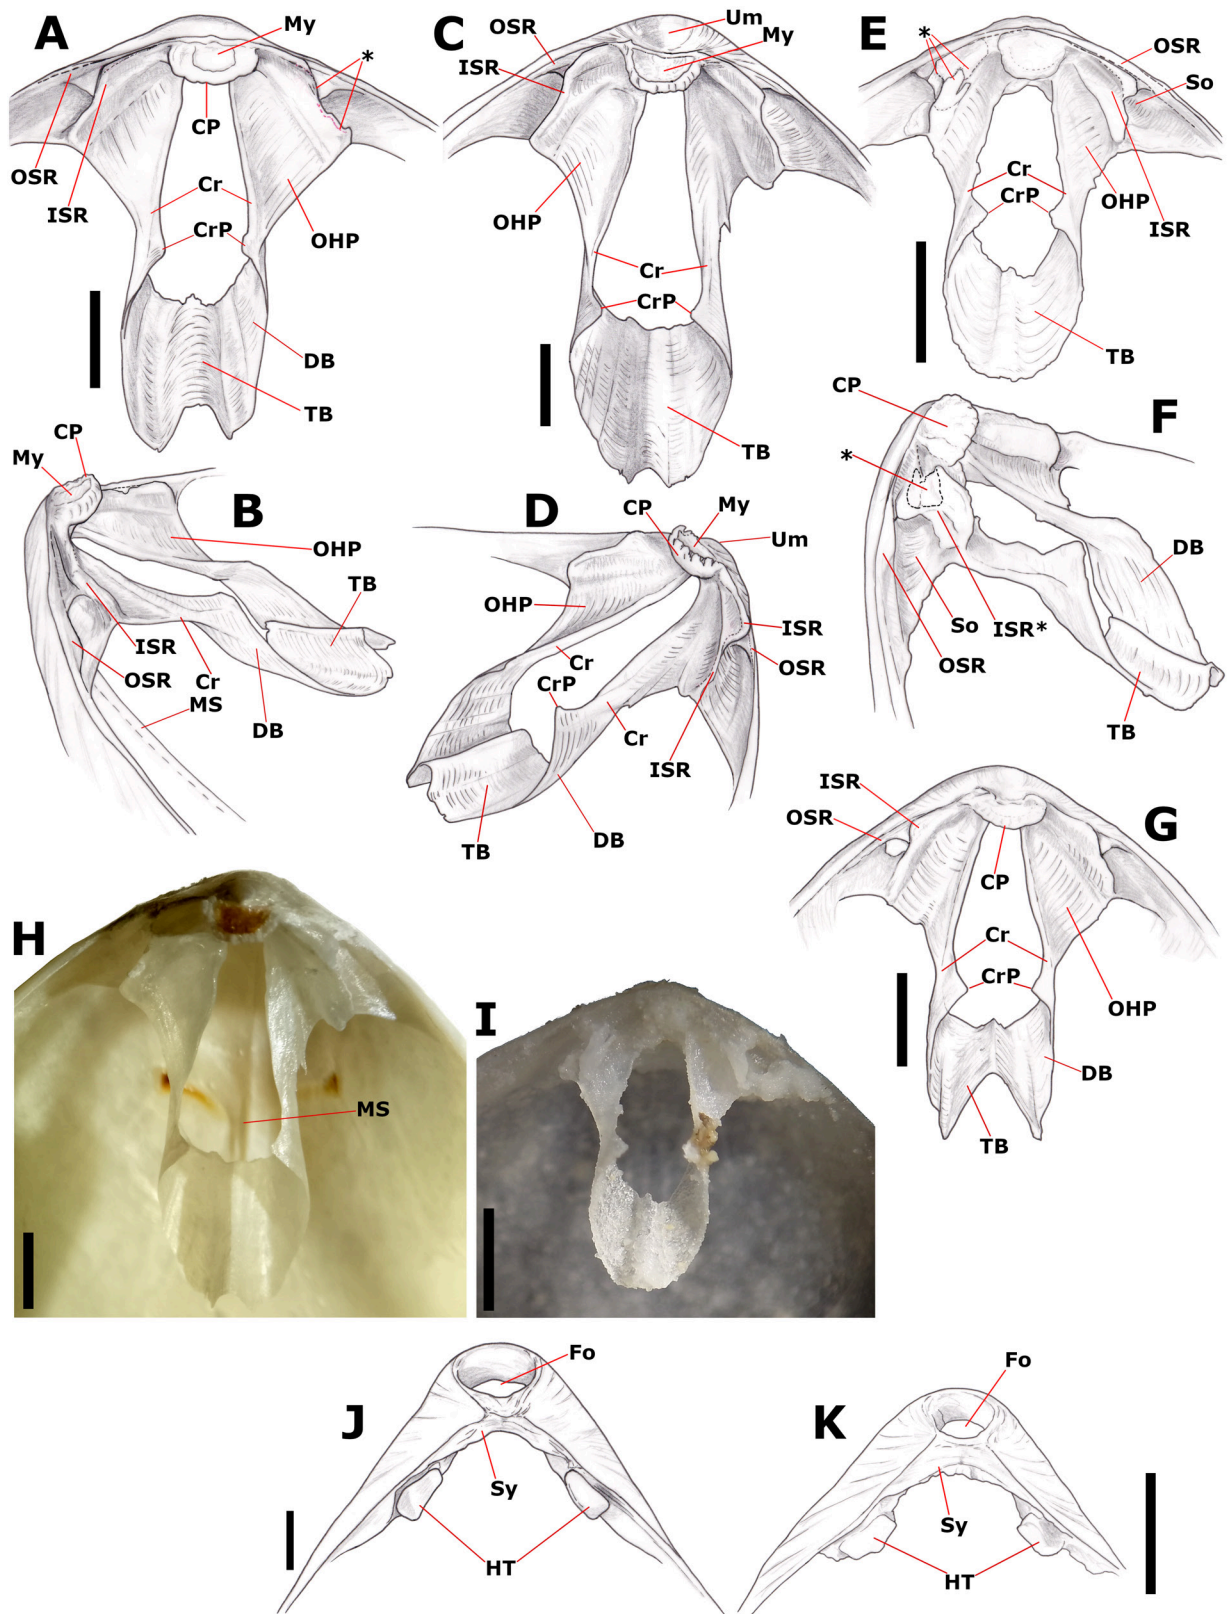 A
My
*
CP
OSR
ISR
Cr
CrP
OHP
DB
TB
C
OSR
Um
My
ISR
OHP
Cr
CrP
TB
E
*
OSR
So
Cr
CrP
OHP
ISR
TB
B
CP
My
OHP
TB
ISR
OSR
Cr
MS
DB
D
CP
My
Um
OHP
ISR
Cr
OSR
CrP
Cr
ISR
TB
DB
F
CP
*
DB
So
ISR*
OSR
TB
G
ISR
OSR
CP
Cr
CrP
OHP
DB
TB
H
MS
I
J
Fo
Sy
HT
K
Fo
Sy
HT